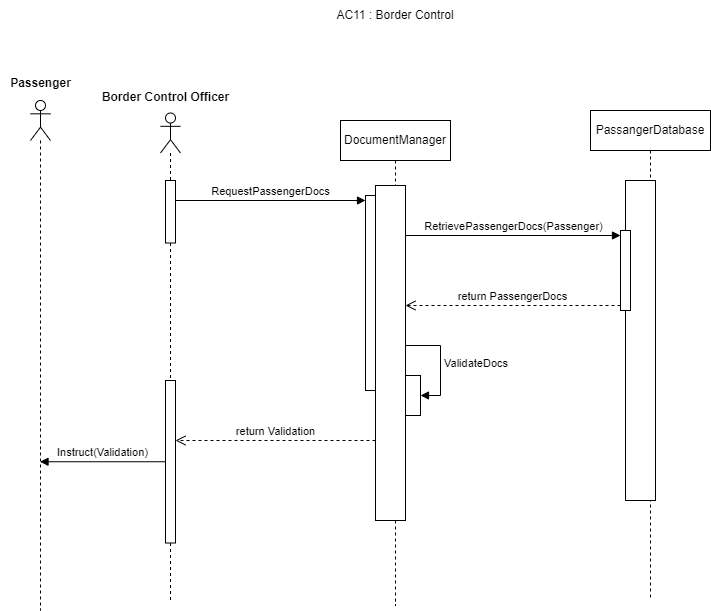 AC11 : Border Control
Passenger
Border Control Officer
DocumentManager
PassangerDatabase
RequestPassengerDocs
RetrievePassengerDocs(Passenger)
return PassengerDocs
ValidateDocs
return Validation
Instruct(Validation)